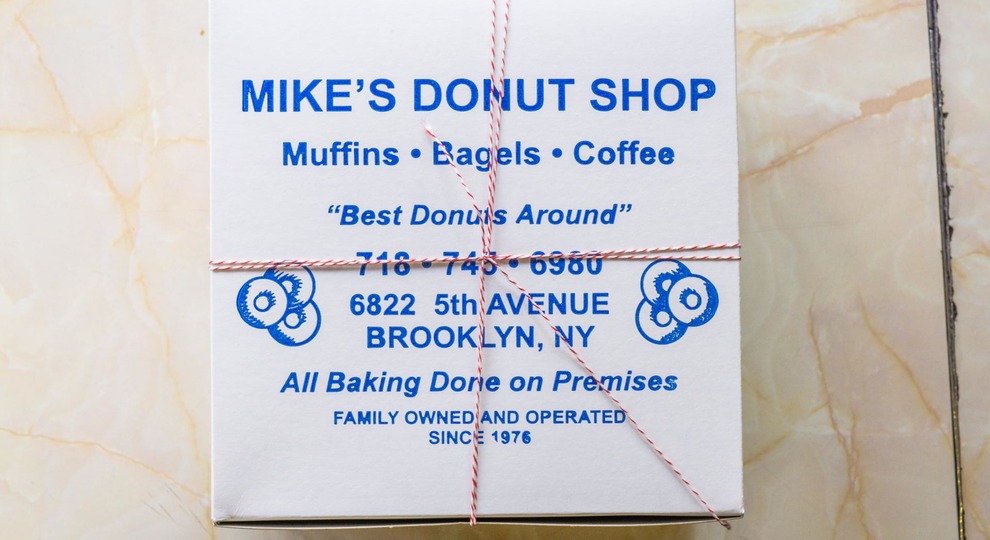 MIKE’S DONUT SHOP
Muffins • Bagels • Coffee
“Best Donuts Around”
718 • 745 • 6980
6822 5th AVENUE
BROOKLYN, NY
All Baking Done on Premises
FAMILY OWNED AND OPERATED
SINCE 1976